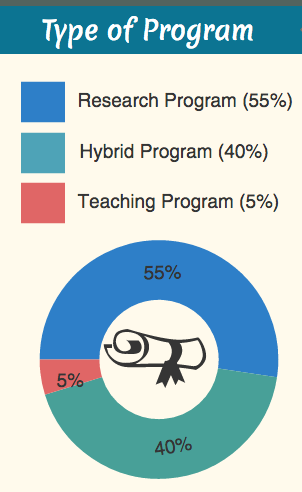 Type of Program
Research Program (55%)
Hybrid Program (40%)
Teaching Program (5%)
55%
5%
40%